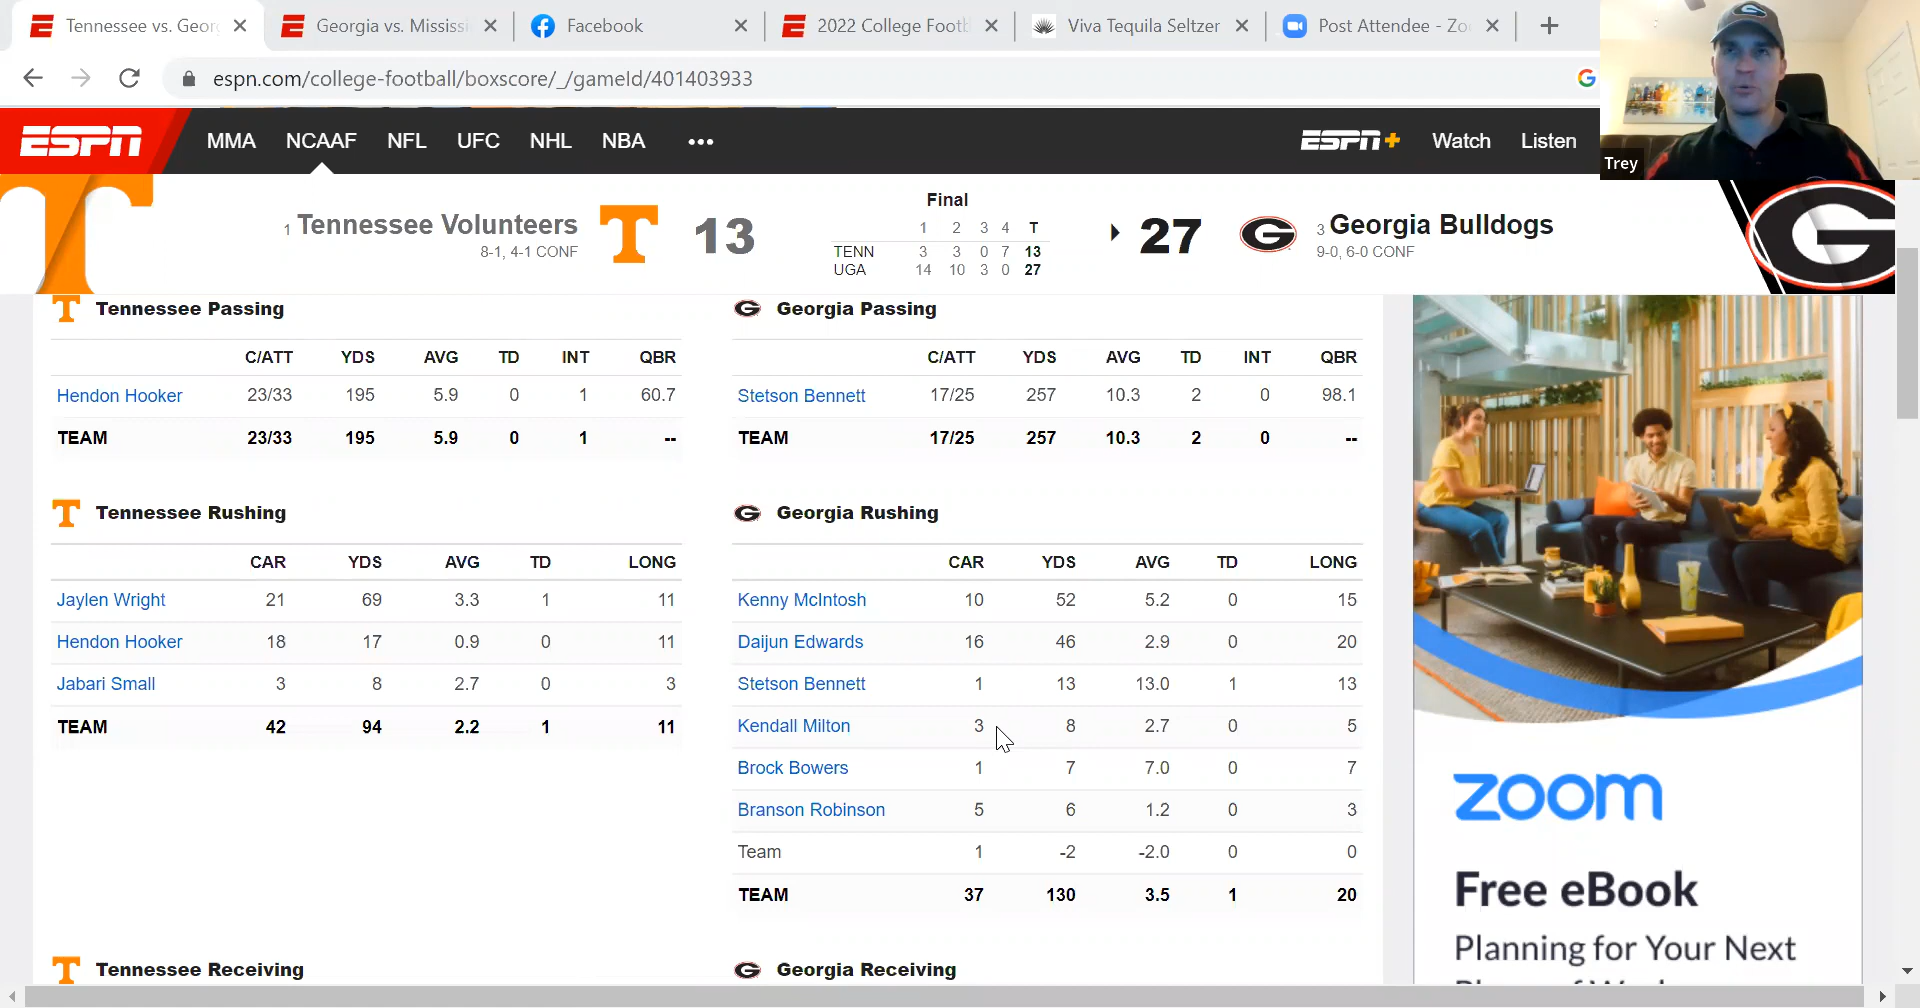 Tennessee vs. Georg
Georgia vs. Mississi
Facebook
2022 College Footb
Viva Tequila Seltzer
Post Attendee - Zo
espn.com/college-football/boxscore/_/gameId/401403933
Trey
ESPN MMA NCAAF NFL UFC NHL NBA ••• ESPN+ Watch Listen
1 Tennessee Volunteers
8-1, 4-1 CONF
13
Final
1 2 3 4 T
TENN 3 3 0 7 13
UGA 14 10 3 0 27
27
3 Georgia Bulldogs
9-0, 6-0 CONF
Tennessee Passing
C/ATT YDS AVG TD INT QBR
Hendon Hooker 23/33 195 5.9 0 1 60.7
TEAM 23/33 195 5.9 0 1 --
Georgia Passing
C/ATT YDS AVG TD INT QBR
Stetson Bennett 17/25 257 10.3 2 0 98.1
TEAM 17/25 257 10.3 2 0 --
Tennessee Rushing
CAR YDS AVG TD LONG
Jaylen Wright 21 69 3.3 1 11
Hendon Hooker 18 17 0.9 0 11
Jabari Small 3 8 2.7 0 3
TEAM 42 94 2.2 1 11
Georgia Rushing
CAR YDS AVG TD LONG
Kenny McIntosh 10 52 5.2 0 15
Daijun Edwards 16 46 2.9 0 20
Stetson Bennett 1 13 13.0 1 13
Kendall Milton 3 8 2.7 0 5
Brock Bowers 1 7 7.0 0 7
Branson Robinson 5 6 1.2 0 3
Team 1 -2 -2.0 0 0
TEAM 37 130 3.5 1 20
Tennessee Receiving
Georgia Receiving
zoom
Free eBook
Planning for Your Next